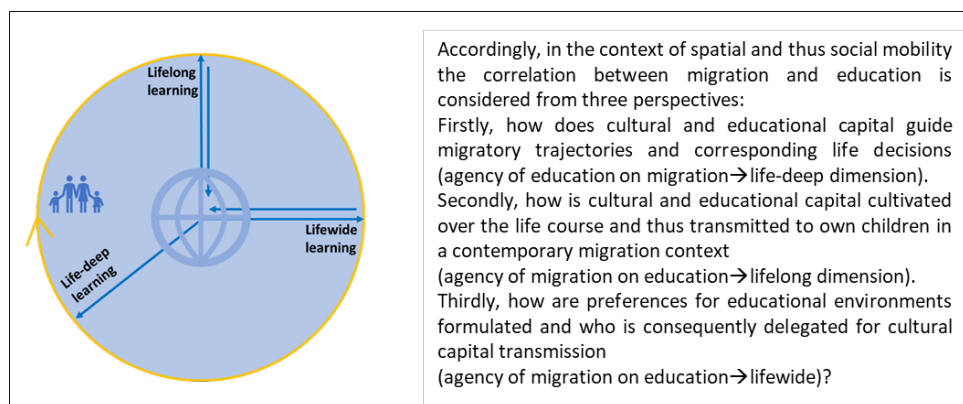 Lifelong
learning
Lifewide
learning
Life-deep
learning
Accordingly, in the context of spatial and thus social mobility
the correlation between migration and education is
considered from three perspectives:
Firstly, how does cultural and educational capital guide
migratory trajectories and corresponding life decisions
(agency of education on migration→life-deep dimension).
Secondly, how is cultural and educational capital cultivated
over the life course and thus transmitted to own children in
a contemporary migration context
(agency of migration on education→lifelong dimension).
Thirdly, how are preferences for educational environments
formulated and who is consequently delegated for cultural
capital transmission
(agency of migration on education→lifewide)?